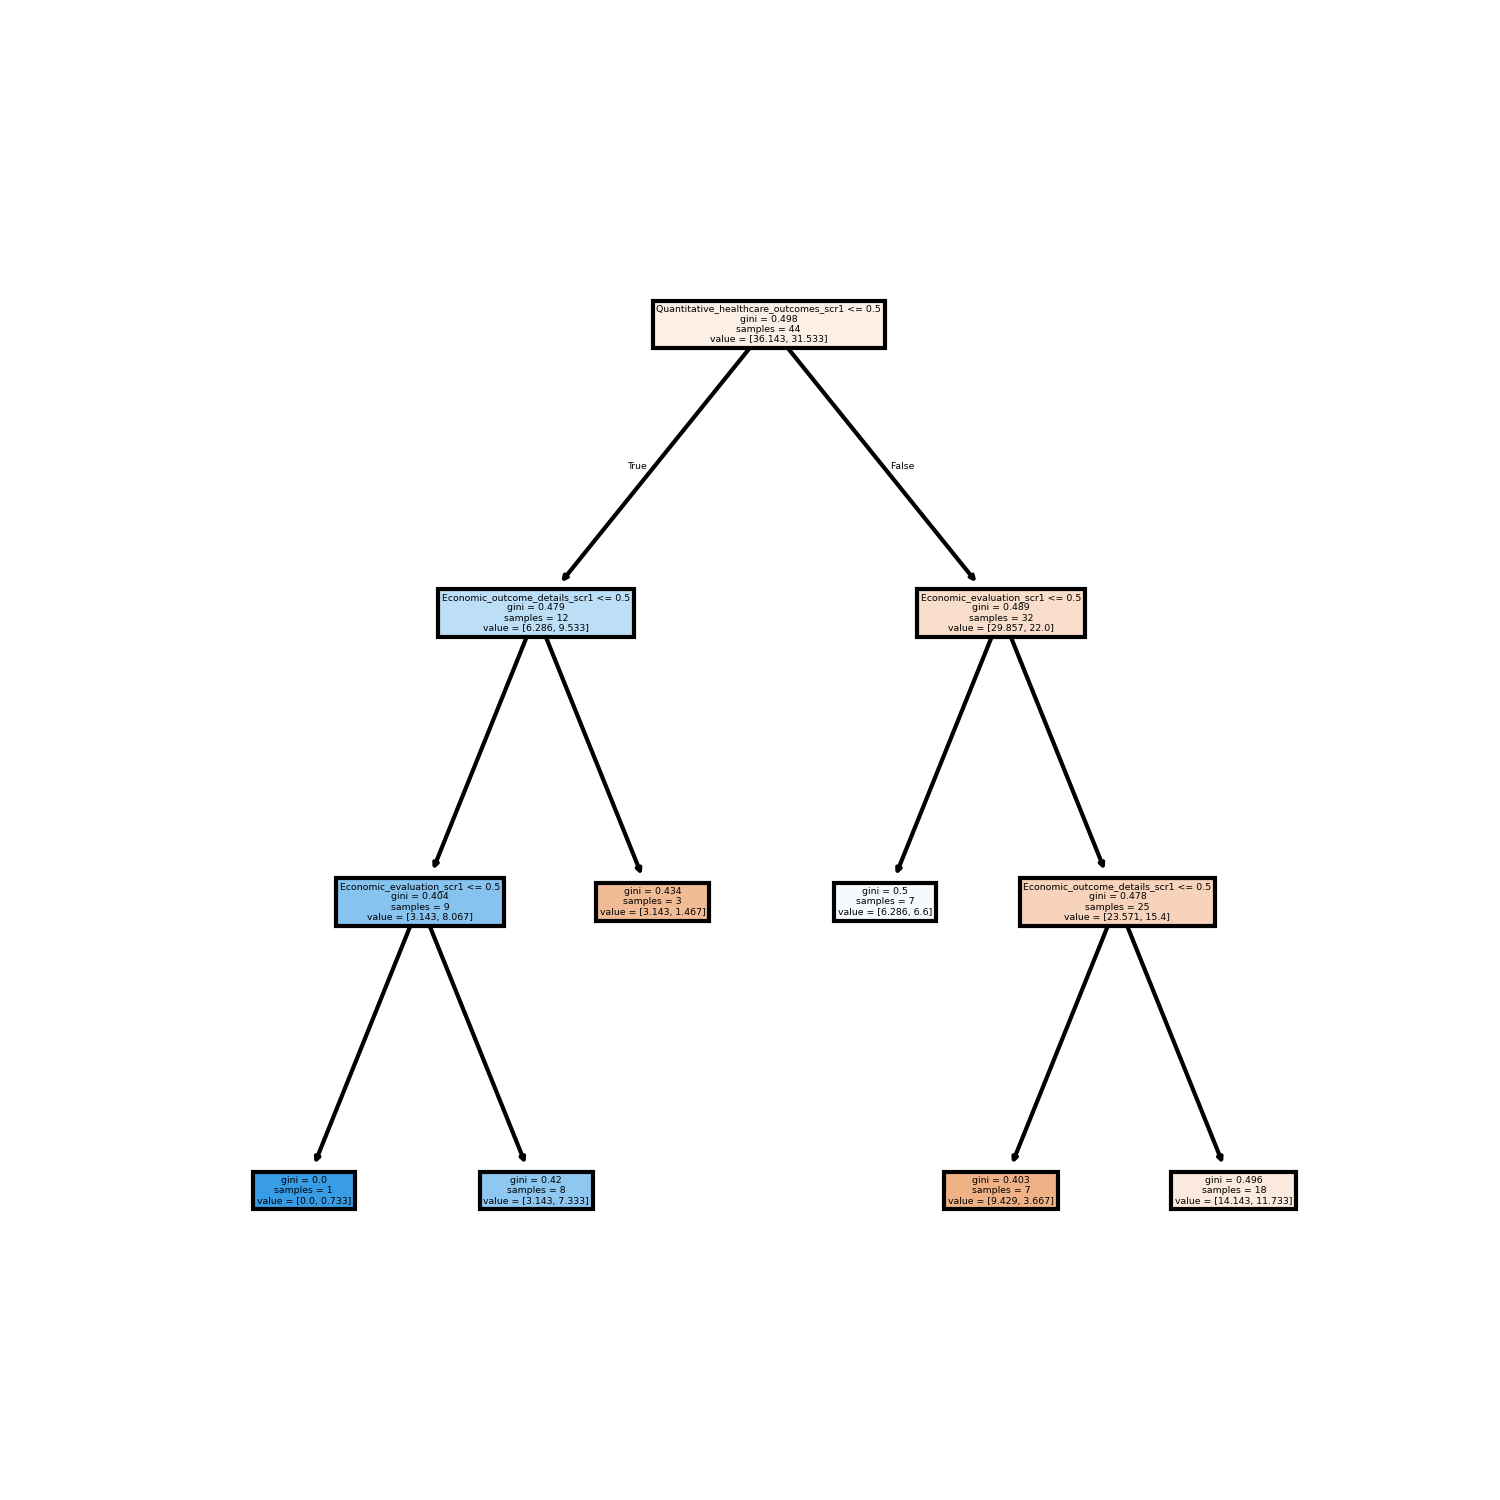 Quantitative_healthcare_outcomes_scr1 <= 0.5
gini = 0.498
samples = 44
value = [36.143, 31.533]
True
False
Economic_outcome_details_scr1 <= 0.5
gini = 0.479
samples = 12
value = [6.286, 9.533]
Economic_evaluation_scr1 <= 0.5
gini = 0.489
samples = 32
value = [29.857, 22.0]
Economic_evaluation_scr1 <= 0.5
gini = 0.404
samples = 9
value = [3.143, 8.067]
gini = 0.434
samples = 3
value = [3.143, 1.467]
gini = 0.5
samples = 7
value = [6.286, 6.6]
Economic_outcome_details_scr1 <= 0.5
gini = 0.478
samples = 25
value = [23.571, 15.4]
gini = 0.0
samples = 1
value = [0.0, 0.733]
gini = 0.42
samples = 8
value = [3.143, 7.333]
gini = 0.403
samples = 7
value = [9.429, 3.667]
gini = 0.496
samples = 18
value = [14.143, 11.733]